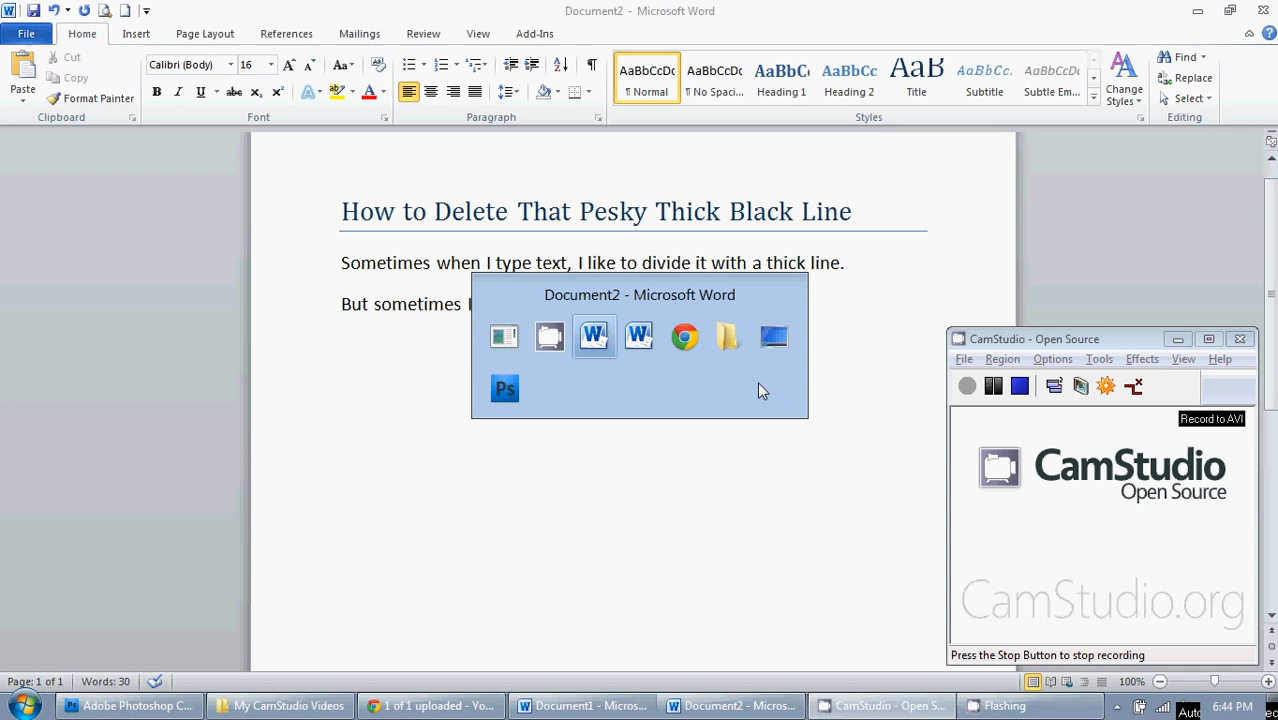 Document2 - Microsoft Word
File Home Insert Page Layout References Mailings Review View Add-Ins
Paste
Cut
Copy
Format Painter
Clipboard
Calibri (Body) 16
Font
Paragraph
AaBbCcDc AaBbCcDc AaBbCc AaBbCc AaB AaBbCc. AaBbCcDc
¶ Normal ¶ No Spaci... Heading 1 Heading 2 Title Subtitle Subtle Em...
Styles
Change
Styles
Find
Replace
Select
Editing
How to Delete That Pesky Thick Black Line
Sometimes when I type text, I like to divide it with a thick line.
But sometimes I
Document2 - Microsoft Word
Ps
CamStudio - Open Source
File Region Options Tools Effects View Help
Record to AVI
CamStudio
Open Source
CamStudio.org
Press the Stop Button to stop recording
Page: 1 of 1 Words: 30 100%
Adobe Photoshop C... My CamStudio Videos 1 of 1 uploaded - Yo... Document1 - Micros... Document2 - Micros... CamStudio - Open S... Flashing 6:44 PM
Auto